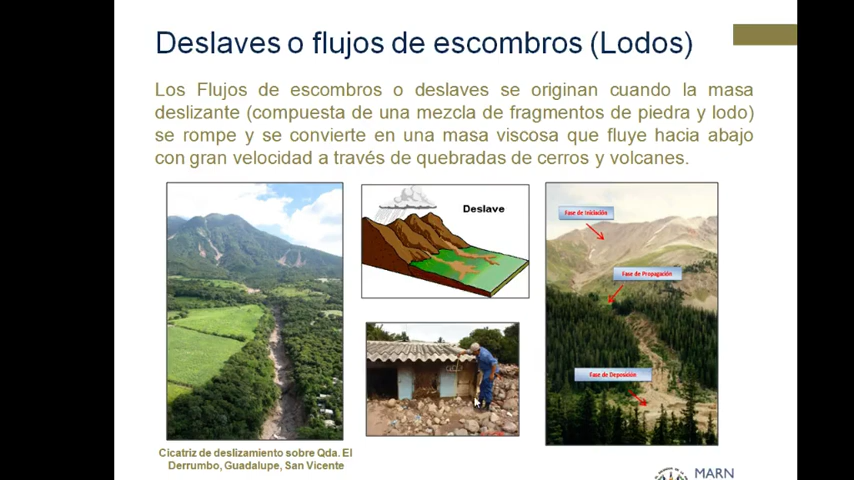 Deslaves o flujos de escombros (Lodos)
Los Flujos de escombros o deslaves se originan cuando la masa
deslizante (compuesta de una mezcla de fragmentos de piedra y lodo)
se rompe y se convierte en una masa viscosa que fluye hacia abajo
con gran velocidad a través de quebradas de cerros y volcanes.
Deslave
Fase de Iniciación
Fase de Propagación
Fase de Deposición
Cicatriz de deslizamiento sobre Qda. El
Derrumbo, Guadalupe, San Vicente
MARN